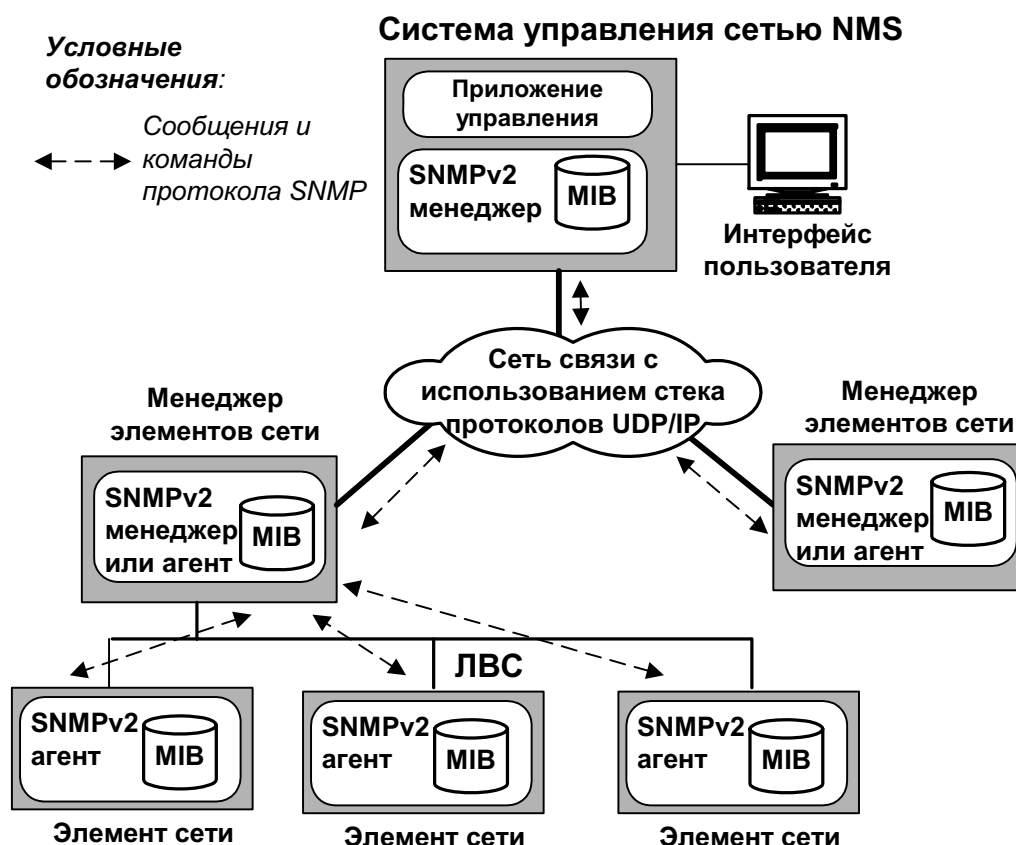 Система управления сетью NMS
Условные
обозначения:
Сообщения и
команды
протокола SNMP
Приложение
управления
SNMPv2
менеджер
MIB
Интерфейс
пользователя
Сеть связи с
использованием стека
протоколов UDP/IP
Менеджер
элементов сети
SNMPv2
менеджер
или агент
MIB
Менеджер
элементов сети
SNMPv2
менеджер
или агент
MIB
ЛВС
SNMPv2
агент
MIB
Элемент сети
SNMPv2
агент
MIB
Элемент сети
SNMPv2
агент
MIB
Элемент сети